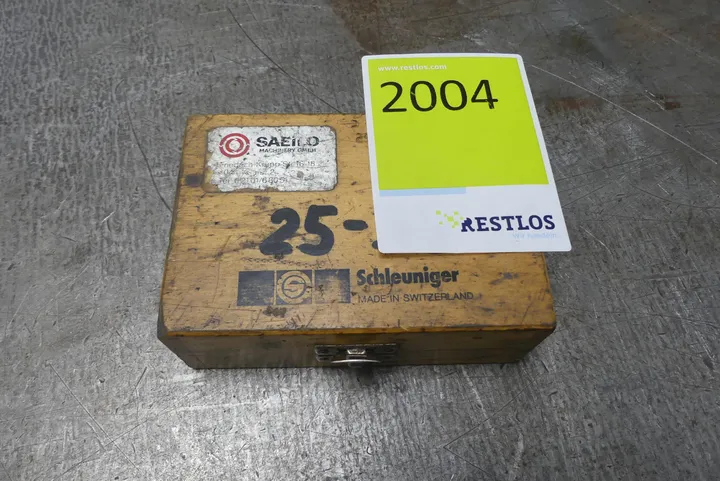 www.restlos.com
2004
RESTLOS
SAEILO
MACHINERY GMBH
25-
Schleuniger
MADE IN SWITZERLAND